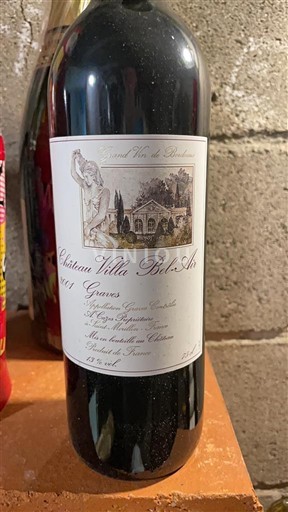 Grand Vin de Bordeaux
Château Villa Bel-Air
2001
Graves
Appellation Graves Contrôlée
A Cazes Propriétaire
à Saint-Morillon - France
Mis en bouteille au Château
Produit de France
13 % vol.